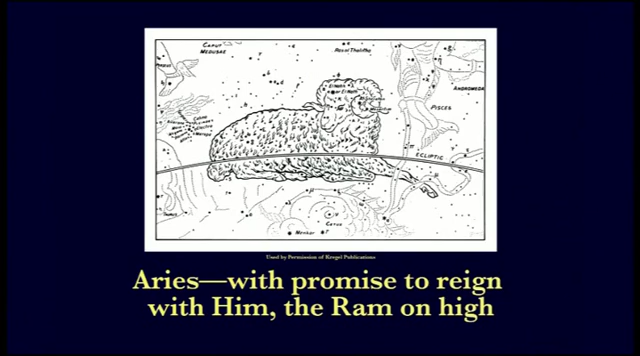 CAPUT
MEDUSAE
ANDROMEDA
PISCES
ECLIPTIC
TAURUS
CETUS
Menkar
Used by Permission of Kregel Publications
Aries—with promise to reign
with Him, the Ram on high